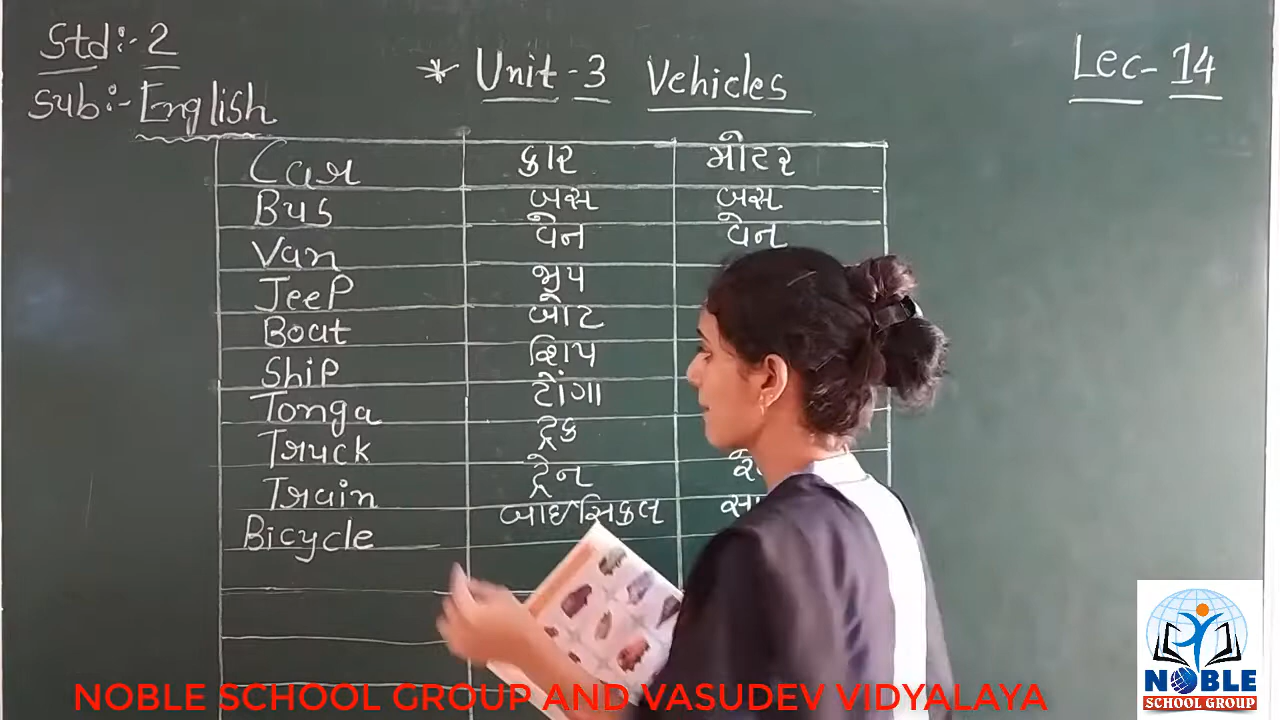 Std:- 2
Sub:- English
* Unit - 3 Vehicles
Lec - 14
Car કાર મોટર
Bus બસ બસ
Van વેન વેન
JeeP જીપ
Boat બોટ
ShiP શિપ
Tonga ટોંગા
Truck ટ્રક
Train ટ્રેન
Bicycle બાઈસિકલ
NOBLE
SCHOOL GROUP
NOBLE SCHOOL GROUP AND VASUDEV VIDYALAYA